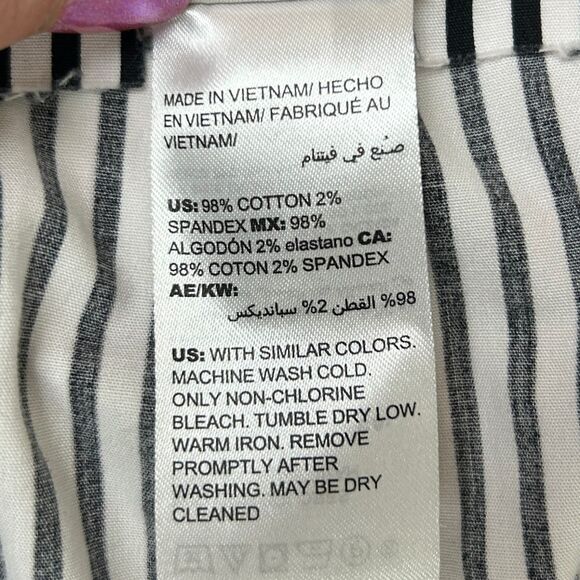 MADE IN VIETNAM/ HECHO
EN VIETNAM/ FABRIQUÉ AU
VIETNAM/
صُنع في فيتنام
US: 98% COTTON 2%
SPANDEX MX: 98%
ALGODÓN 2% elastano CA:
98% COTON 2% SPANDEX
AE/KW:
98% القطن 2% سبانديكس
US: WITH SIMILAR COLORS.
MACHINE WASH COLD.
ONLY NON-CHLORINE
BLEACH. TUMBLE DRY LOW.
WARM IRON. REMOVE
PROMPTLY AFTER
WASHING. MAY BE DRY
CLEANED